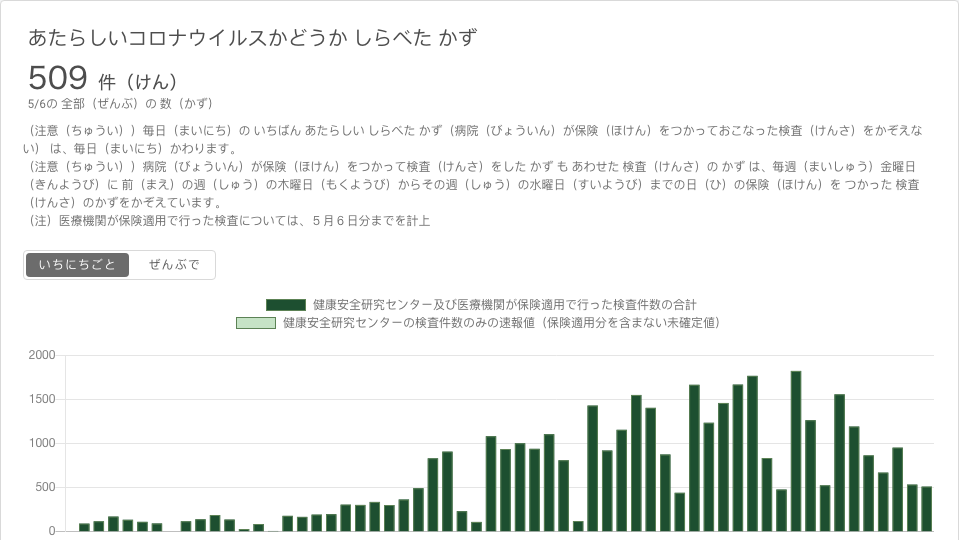 あたらしいコロナウイルスかどうか しらべた かず
509 件（けん）
5/6の 全部（ぜんぶ）の 数（かず）
（注意（ちゅうい））毎日（まいにち）の いちばん あたらしい しらべた かず（病院（びょういん）が保険（ほけん）をつかっておこなった検査（けんさ）をかぞえな
い） は、毎日（まいにち）かわります。
（注意（ちゅうい））病院（びょういん）が保険（ほけん）をつかって検査（けんさ）をした かず も あわせた 検査（けんさ）の かず は、毎週（まいしゅう）金曜日
（きんようび）に 前（まえ）の週（しゅう）の木曜日（もくようび）からその週（しゅう）の水曜日（すいようび）までの日（ひ）の保険（ほけん）を つかった 検査
（けんさ）のかずをかぞえています。
（注）医療機関が保険適用で行った検査については、５月６日分までを計上
いちにちごと ぜんぶで
健康安全研究センター及び医療機関が保険適用で行った検査件数の合計
健康安全研究センターの検査件数のみの速報値（保険適用分を含まない未確定値）
2000
1500
1000
500
0